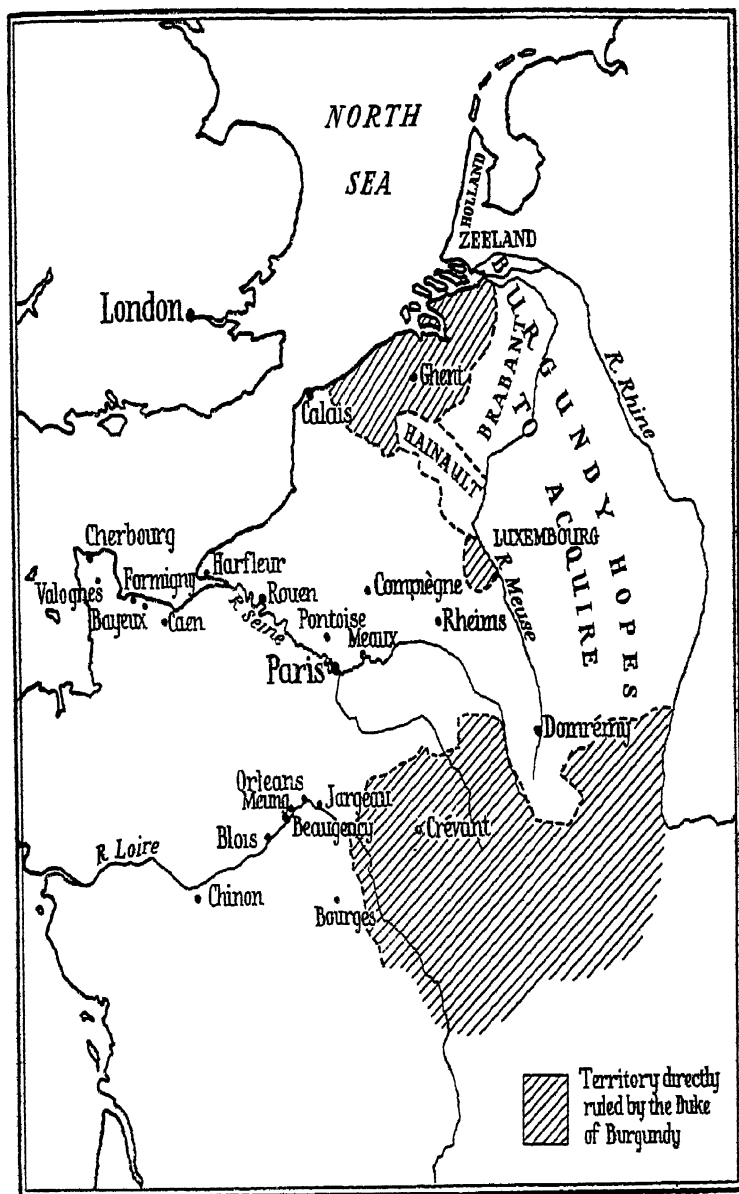 NORTH
SEA
HOLLAND
ZEELAND
London
BURGUNDY HOPES
TO ACQUIRE
R. Rhine
BRABANT
Ghent
Calais
HAINAULT
LUXEMBOURG
R. Meuse
Cherbourg
Harfleur
Valognes
Formigny
Bayeux
Caen
Rouen
R. Seine
Compiègne
Pontoise
Rheims
Meaux
Paris
Domrémy
Orleans
Meung
Jargeau
Beaugency
Crévant
Blois
R. Loire
Chinon
Bourges
Territory directly
ruled by the Duke
of Burgundy